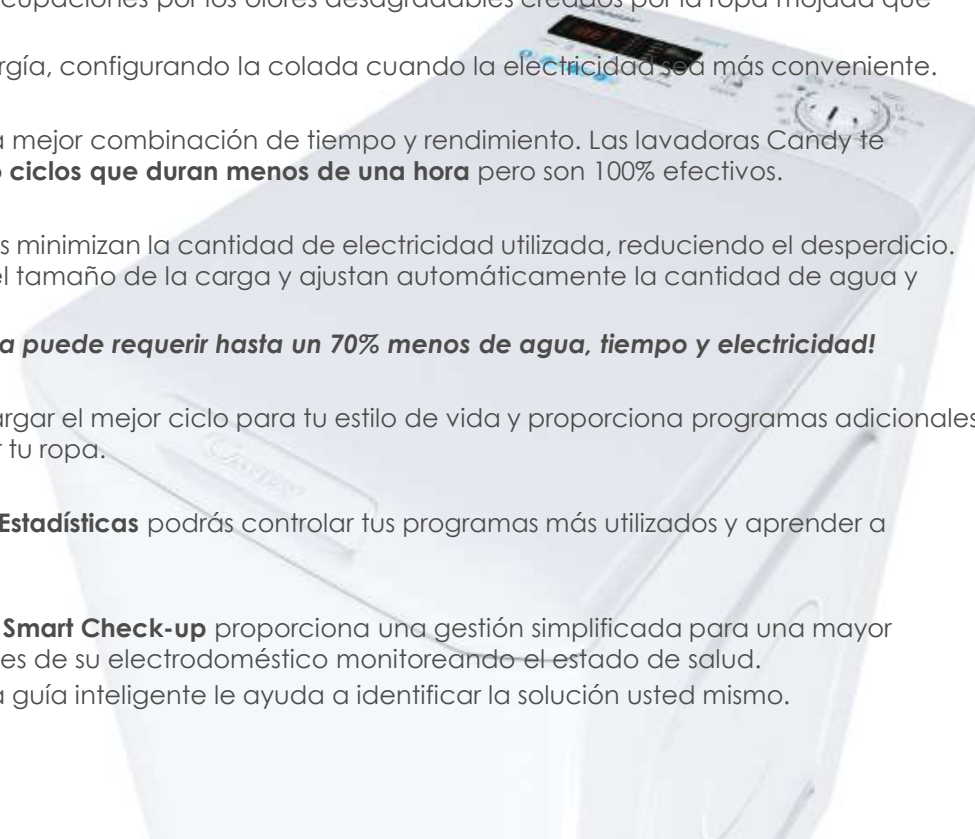 cupaciones por los olores desagradables creados por la ropa mojada que
rgía, configurando la colada cuando la electricidad sea más conveniente.
a mejor combinación de tiempo y rendimiento. Las lavadoras Candy te
ciclos que duran menos de una hora pero son 100% efectivos.
s minimizan la cantidad de electricidad utilizada, reduciendo el desperdicio.
el tamaño de la carga y ajustan automáticamente la cantidad de agua y
a puede requerir hasta un 70% menos de agua, tiempo y electricidad!
argar el mejor ciclo para tu estilo de vida y proporciona programas adicionales
r tu ropa.
Estadísticas podrás controlar tus programas más utilizados y aprender a
Smart Check-up proporciona una gestión simplificada para una mayor
es de su electrodoméstico monitoreando el estado de salud.
a guía inteligente le ayuda a identificar la solución usted mismo.
CANDY